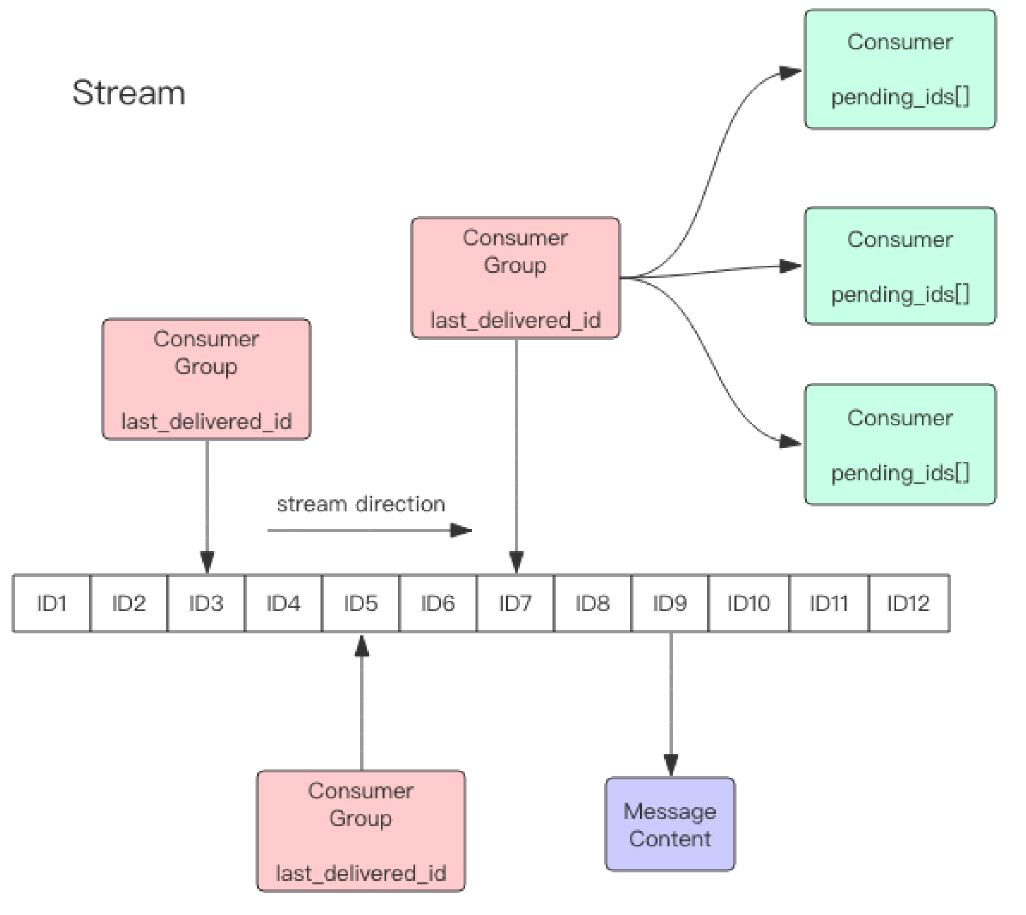 Stream
Consumer
pending_ids[]
Consumer
Group
last_delivered_id
Consumer
pending_ids[]
Consumer
Group
last_delivered_id
Consumer
pending_ids[]
stream direction
ID1 ID2 ID3 ID4 ID5 ID6 ID7 ID8 ID9 ID10 ID11 ID12
Consumer
Group
last_delivered_id
Message
Content